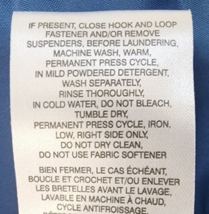 IF PRESENT, CLOSE HOOK AND LOOP
FASTENER AND/OR REMOVE
SUSPENDERS, BEFORE LAUNDERING,
MACHINE WASH, WARM,
PERMANENT PRESS CYCLE,
IN MILD POWDERED DETERGENT,
WASH SEPARATELY,
RINSE THOROUGHLY,
IN COLD WATER, DO NOT BLEACH,
TUMBLE DRY,
PERMANENT PRESS CYCLE, IRON,
LOW, RIGHT SIDE ONLY,
DO NOT DRY CLEAN,
DO NOT USE FABRIC SOFTENER
BIEN FERMER, LE CAS ÉCHÉANT,
BOUCLE ET CROCHET ET/OU ENLEVER
LES BRETELLES AVANT LE LAVAGE,
LAVABLE EN MACHINE À CHAUD,
CYCLE ANTIFROISSAGE